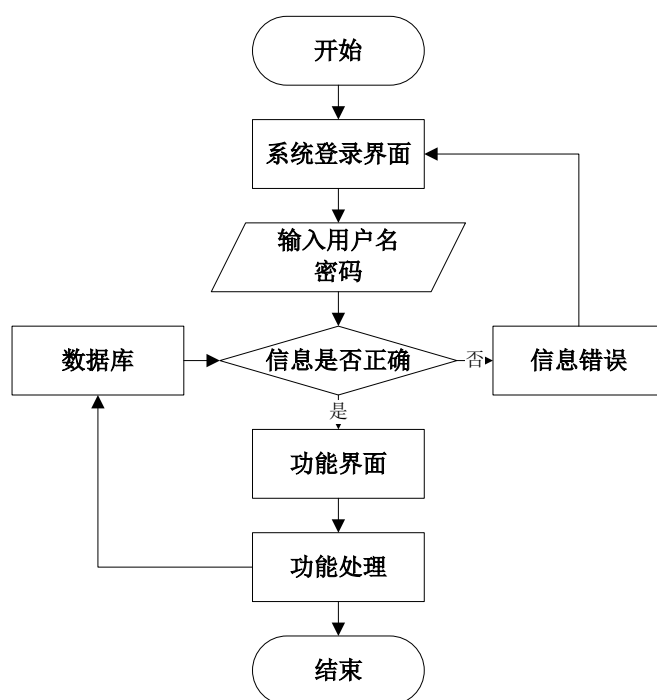 开始
系统登录界面
输入用户名
密码
数据库
信息是否正确
否
信息错误
是
功能界面
功能处理
结束